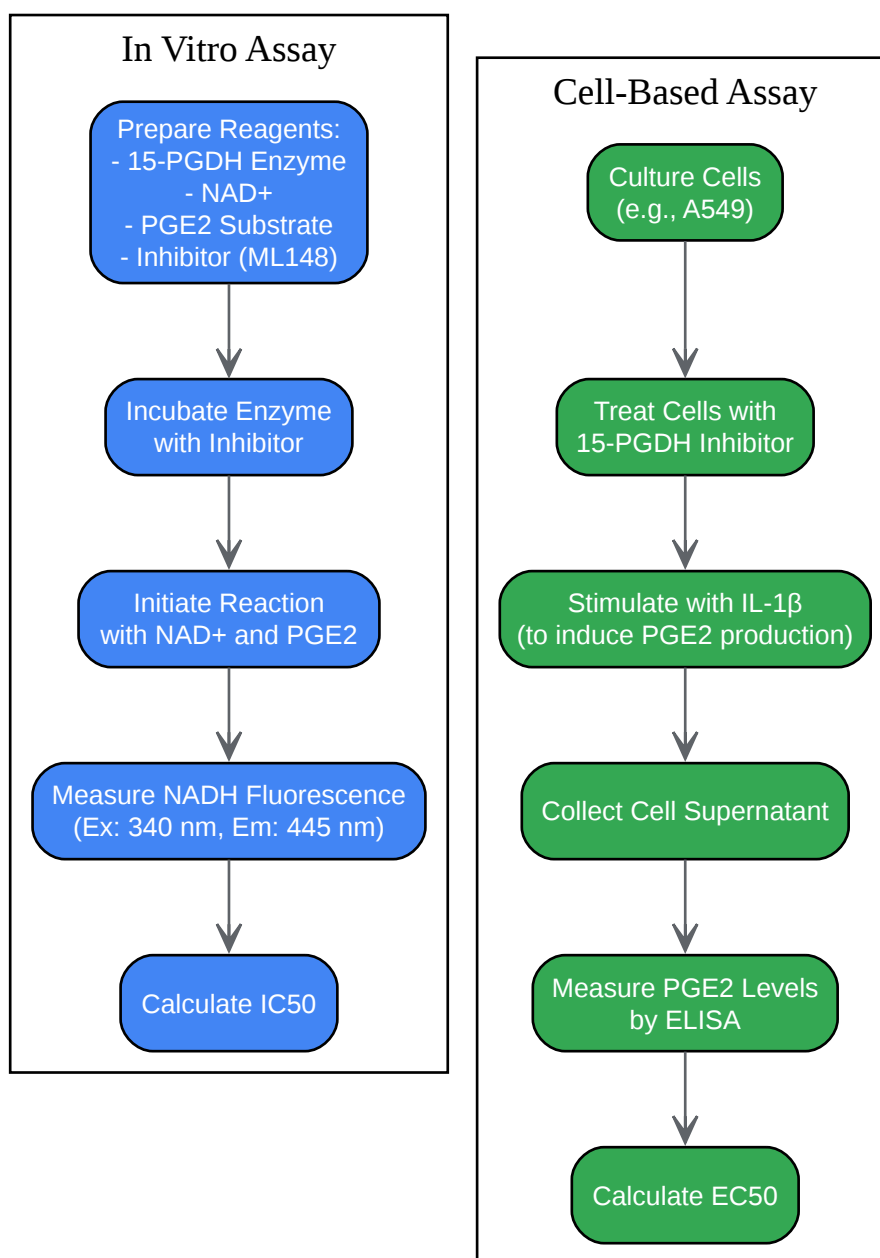 In Vitro Assay
Prepare Reagents:
- 15-PGDH Enzyme
- NAD+
- PGE2 Substrate
- Inhibitor (ML148)
Incubate Enzyme
with Inhibitor
Initiate Reaction
with NAD+ and PGE2
Measure NADH Fluorescence
(Ex: 340 nm, Em: 445 nm)
Calculate IC50
Cell-Based Assay
Culture Cells
(e.g., A549)
Treat Cells with
15-PGDH Inhibitor
Stimulate with IL-1β
(to induce PGE2 production)
Collect Cell Supernatant
Measure PGE2 Levels
by ELISA
Calculate EC50